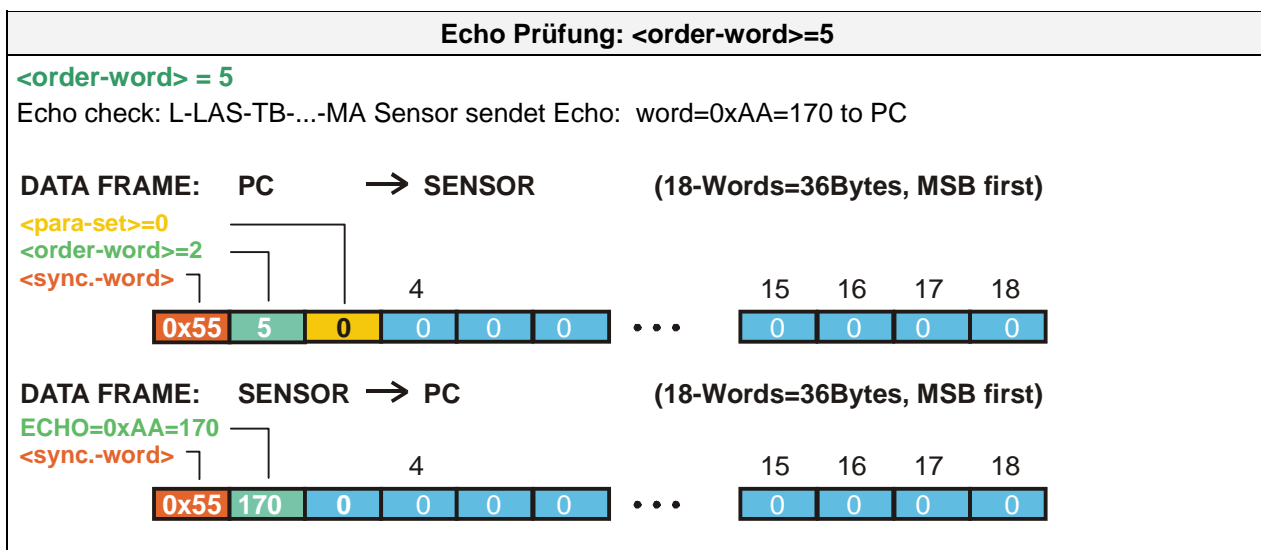 Echo Prüfung: <order-word>=5
<order-word> = 5
Echo check: L-LAS-TB-...-MA Sensor sendet Echo: word=0xAA=170 to PC
DATA FRAME: PC → SENSOR (18-Words=36Bytes, MSB first)
<para-set>=0
<order-word>=2
<sync.-word>
4 15 16 17 18
0x55 5 0 0 0 0 • • • 0 0 0 0
DATA FRAME: SENSOR → PC (18-Words=36Bytes, MSB first)
ECHO=0xAA=170
<sync.-word>
4 15 16 17 18
0x55 170 0 0 0 0 • • • 0 0 0 0